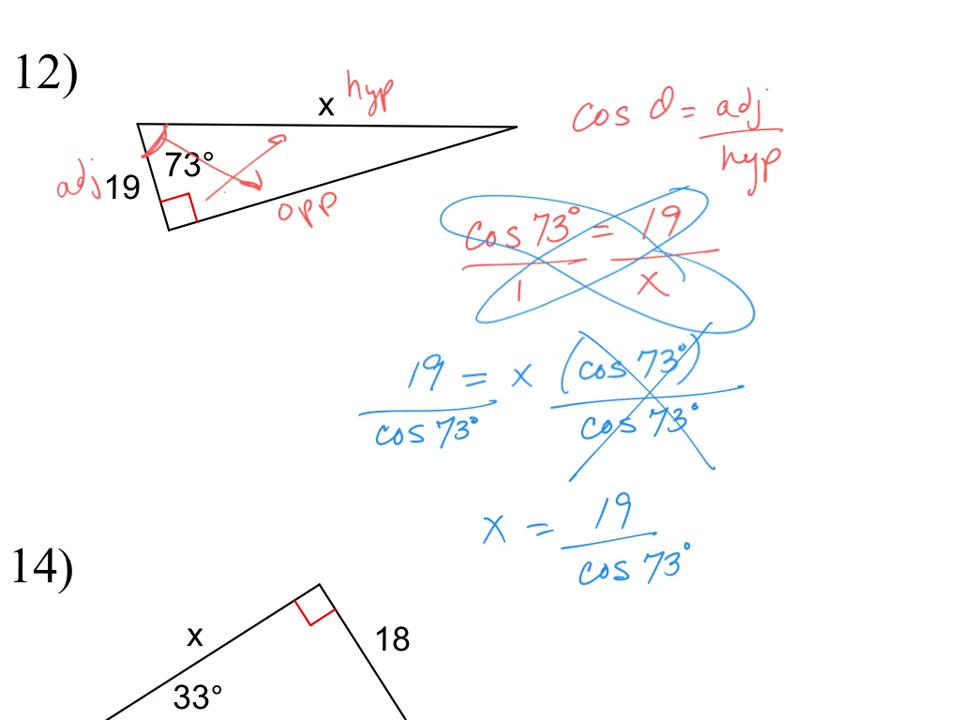 12)
x hyp
cos θ = adj / hyp
73°
adj 19
opp
cos 73° / 1 = 19 / x
19 / cos 73° = x (cos 73°) / cos 73°
x = 19 / cos 73°
14)
x
18
33°